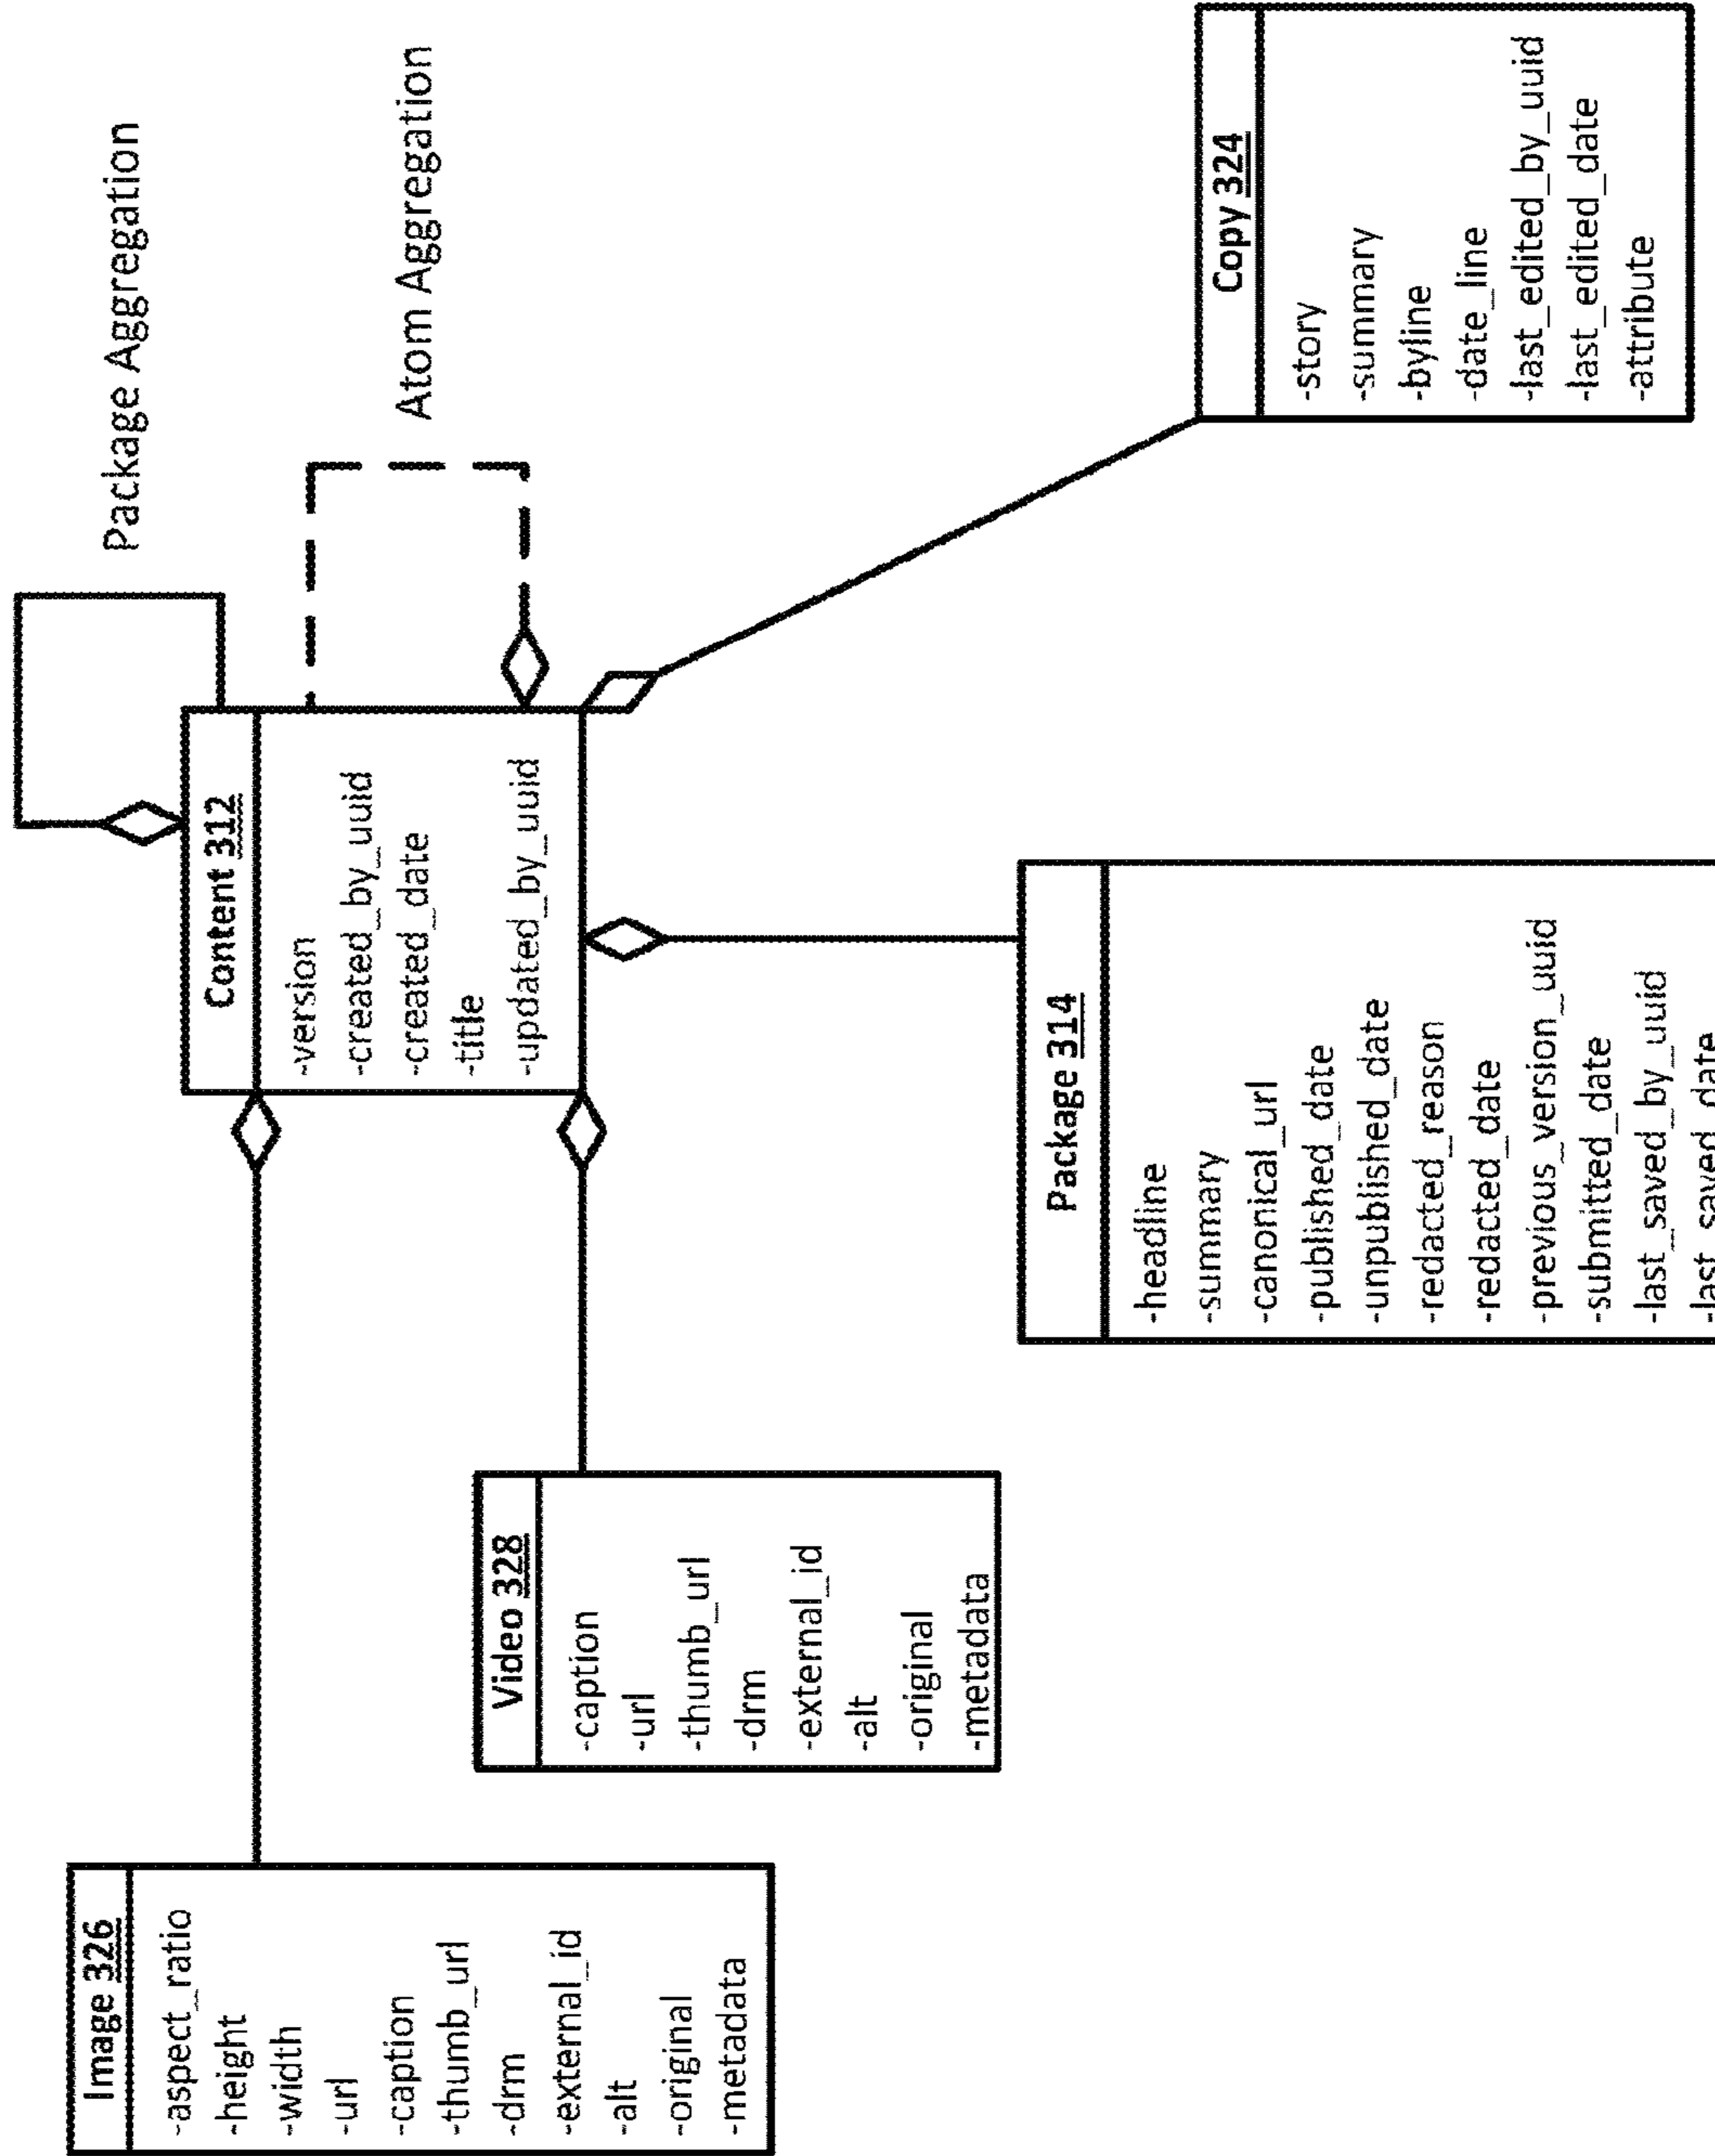 Package Aggregation
Atom Aggregation
Content 312
-version
-created_by_uuid
-created_date
-title
-updated_by_uuid
Image 326
-aspect_ratio
-height
-width
-url
-caption
-thumb_url
-drm
-external_id
-alt
-original
-metadata
Video 328
-caption
-url
-thumb_url
-drm
-external_id
-alt
-original
-metadata
Package 314
-headline
-summary
-canonical_url
-published_date
-unpublished_date
-redacted_reason
-redacted_date
-previous_version_uuid
-submitted_date
-last_saved_by_uuid
-last_saved_date
Copy 324
-story
-summary
-byline
-date_line
-last_edited_by_uuid
-last_edited_date
-attribute